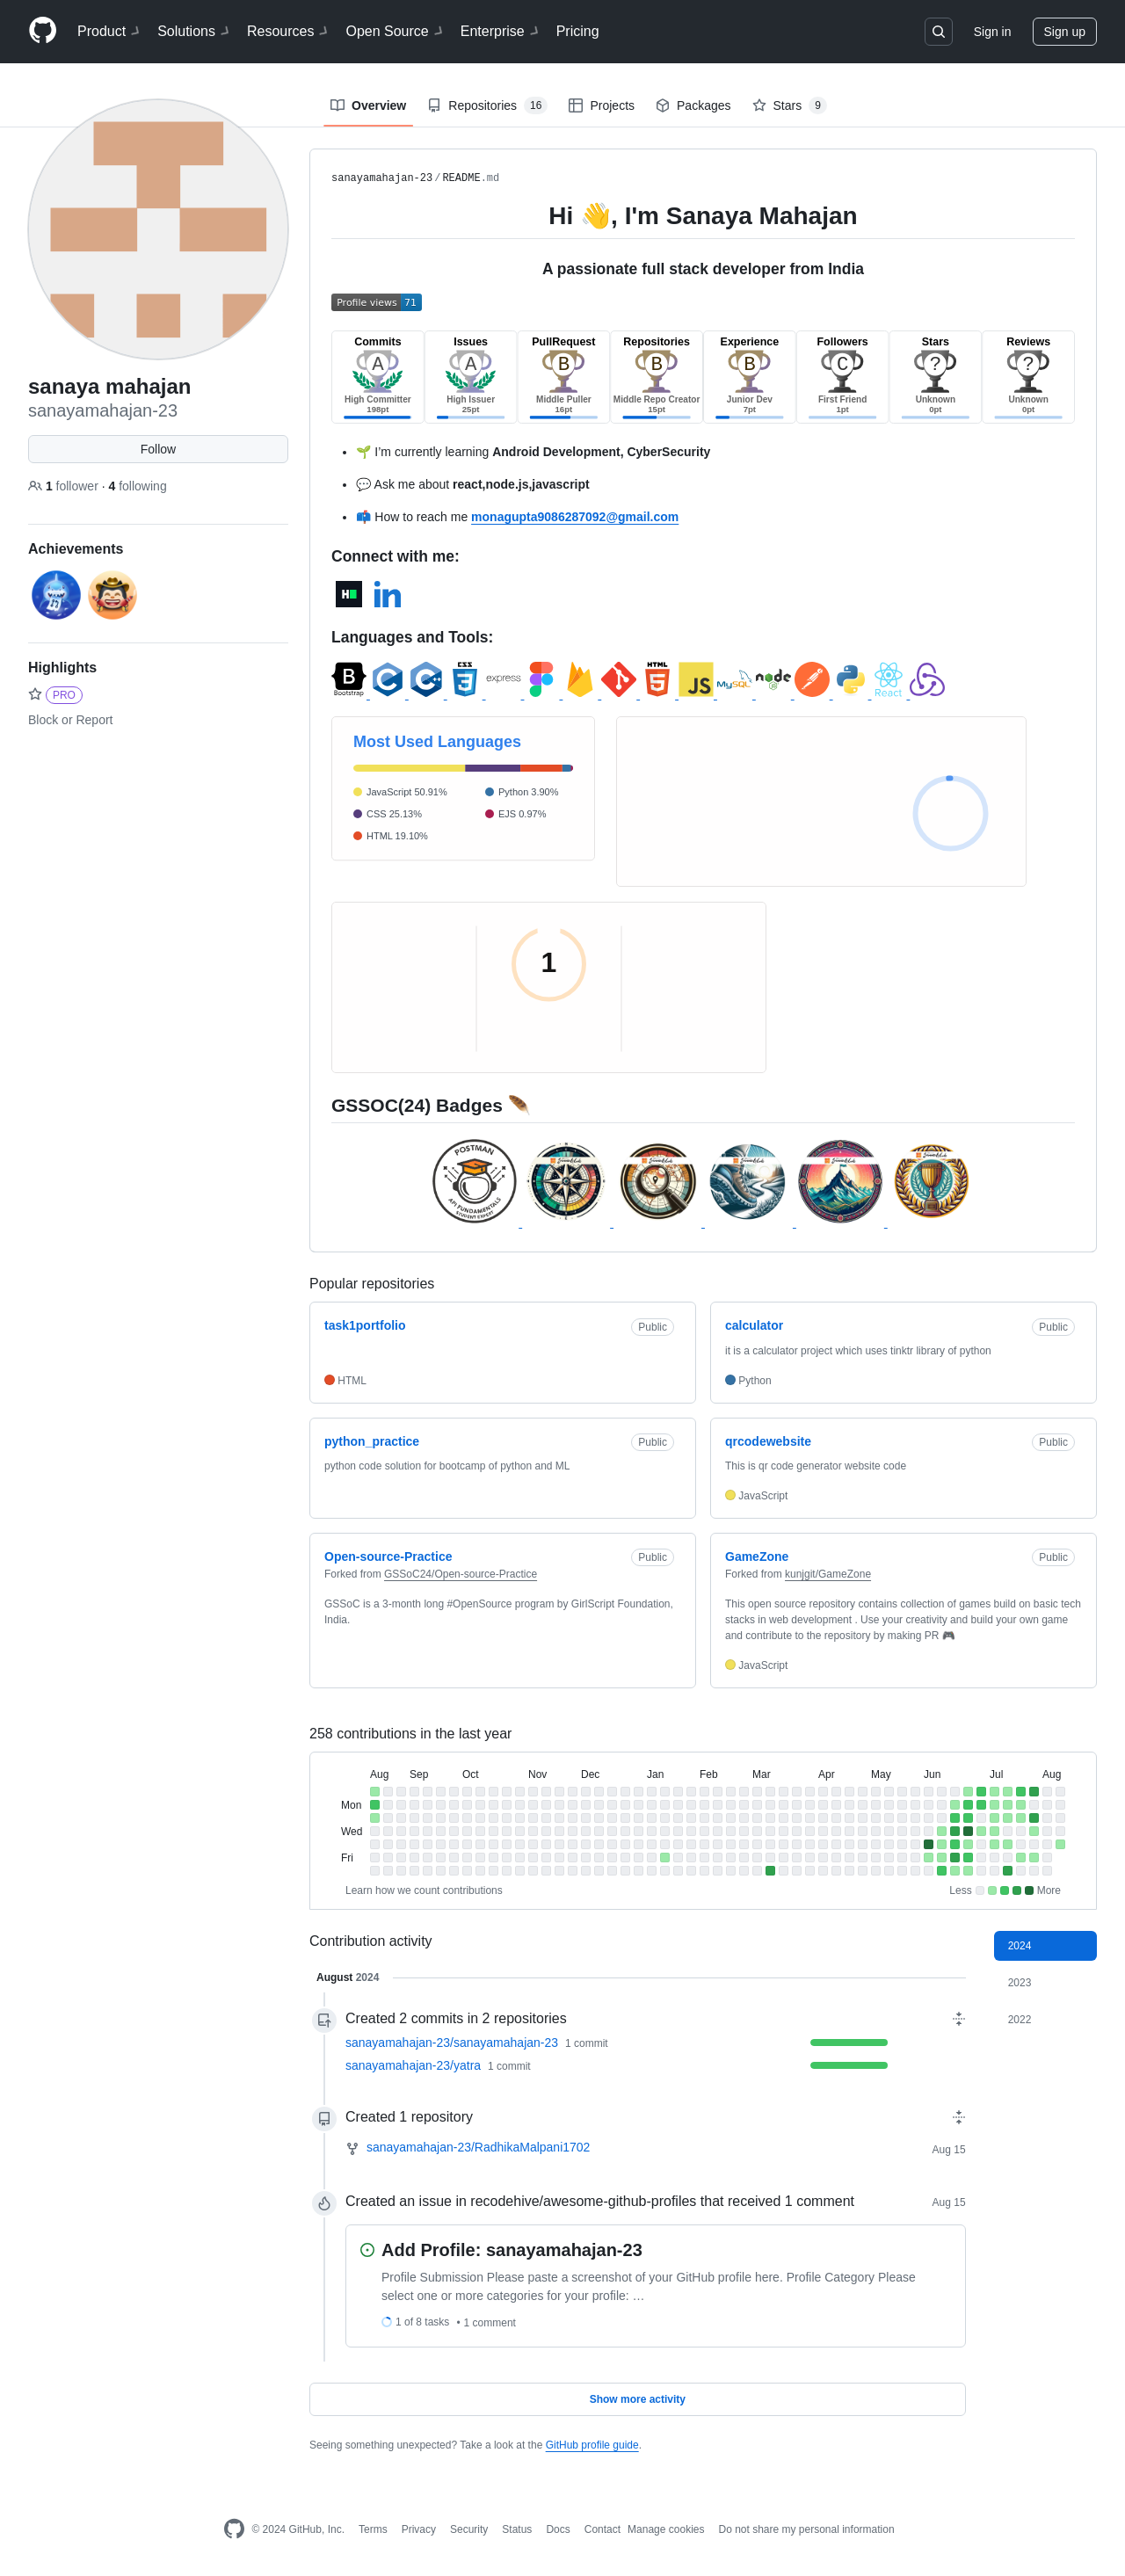 Product Solutions Resources Open Source Enterprise Pricing Sign in Sign up
Overview Repositories 16 Projects Packages Stars 9
sanaya mahajan
sanayamahajan-23
Follow
1 follower · 4 following
Achievements
Highlights
PRO
Block or Report
sanayamahajan-23/README.md
Hi 👋, I'm Sanaya Mahajan
A passionate full stack developer from India
Profile views 71
Commits Issues PullRequest Repositories Experience Followers Stars Reviews
A A B B B C ? ?
High Committer High Issuer Middle Puller Middle Repo Creator Junior Dev First Friend Unknown Unknown
198pt 25pt 16pt 15pt 7pt 1pt 0pt 0pt
• 🌱 I’m currently learning Android Development, CyberSecurity
• 💬 Ask me about react,node.js,javascript
• 📫 How to reach me monagupta9086287092@gmail.com
Connect with me:
H in
Languages and Tools:
B Bootstrap C C++ CSS 3 express HTML 5 JS MySQL node JS React
Most Used Languages
JavaScript 50.91% Python 3.90%
CSS 25.13% EJS 0.97%
HTML 19.10%
1
GSSOC(24) Badges 🪶
POSTMAN
API FUNDAMENTALS
STUDENT EXPERT
Popular repositories
task1portfolio Public
HTML
calculator Public
it is a calculator project which uses tinktr library of python
Python
python_practice Public
python code solution for bootcamp of python and ML
qrcodewebsite Public
This is qr code generator website code
JavaScript
Open-source-Practice Public
Forked from GSSoC24/Open-source-Practice
GSSoC is a 3-month long #OpenSource program by GirlScript Foundation,
India.
GameZone Public
Forked from kunjgit/GameZone
This open source repository contains collection of games build on basic tech
stacks in web development . Use your creativity and build your own game
and contribute to the repository by making PR 🎮
JavaScript
258 contributions in the last year
Aug Sep Oct Nov Dec Jan Feb Mar Apr May Jun Jul Aug
Mon
Wed
Fri
Learn how we count contributions Less More
Contribution activity
2024
2023
2022
August 2024
Created 2 commits in 2 repositories
sanayamahajan-23/sanayamahajan-23 1 commit
sanayamahajan-23/yatra 1 commit
Created 1 repository
sanayamahajan-23/RadhikaMalpani1702 Aug 15
Created an issue in recodehive/awesome-github-profiles that received 1 comment Aug 15
Add Profile: sanayamahajan-23
Profile Submission Please paste a screenshot of your GitHub profile here. Profile Category Please
select one or more categories for your profile: …
1 of 8 tasks • 1 comment
Show more activity
Seeing something unexpected? Take a look at the GitHub profile guide.
© 2024 GitHub, Inc. Terms Privacy Security Status Docs Contact Manage cookies Do not share my personal information